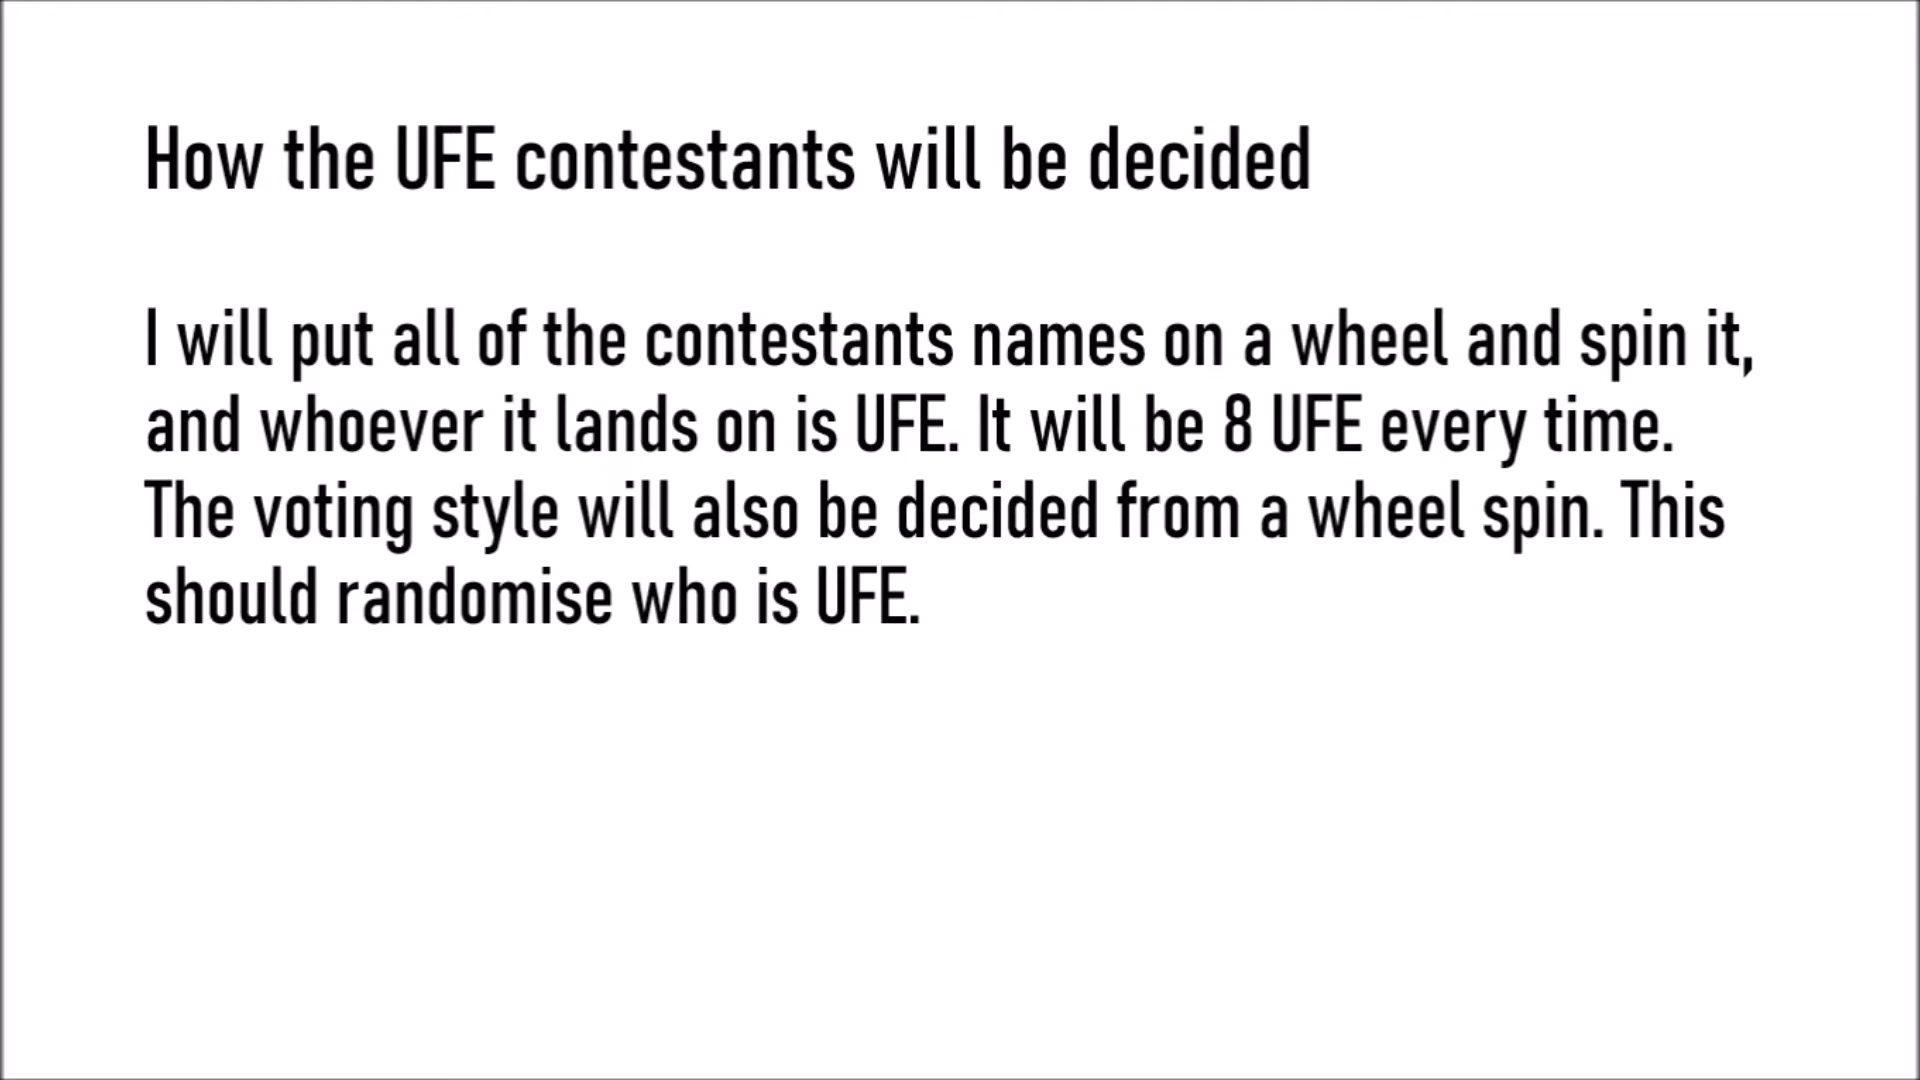 How the UFE contestants will be decided
I will put all of the contestants names on a wheel and spin it,
and whoever it lands on is UFE. It will be 8 UFE every time.
The voting style will also be decided from a wheel spin. This
should randomise who is UFE.